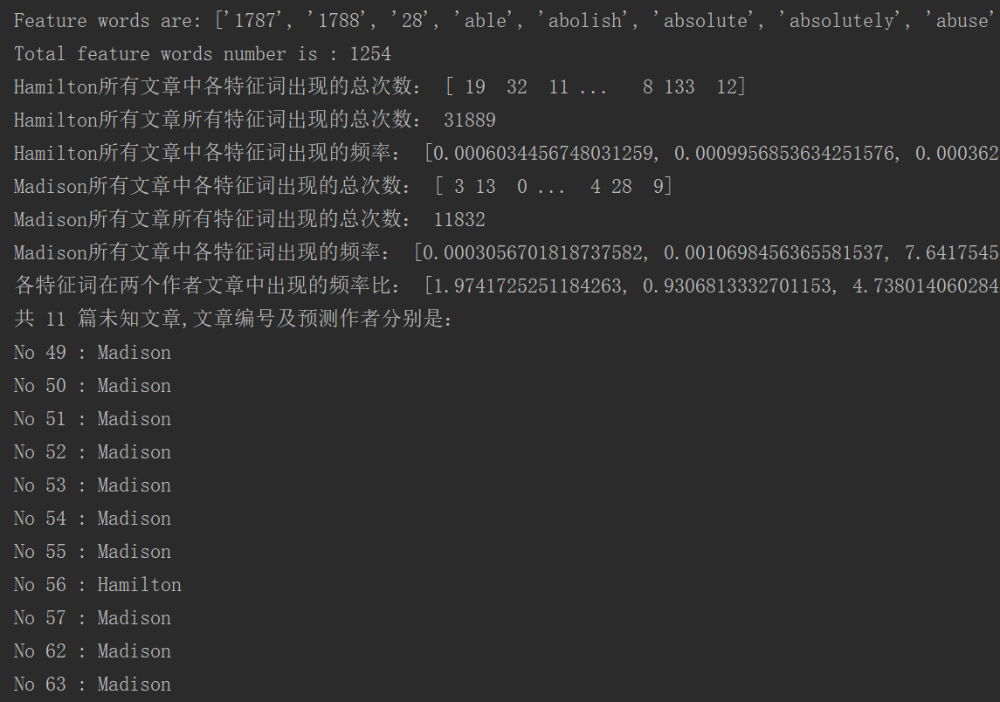 Feature words are: ['1787', '1788', '28', 'able', 'abolish', 'absolute', 'absolutely', 'abuse'
Total feature words number is : 1254
Hamilton所有文章中各特征词出现的总次数： [ 19  32  11 ...   8 133  12]
Hamilton所有文章所有特征词出现的总次数： 31889
Hamilton所有文章中各特征词出现的频率： [0.0006034456748031259, 0.0009956853634251576, 0.000362
Madison所有文章中各特征词出现的总次数： [ 3 13  0 ...  4 28  9]
Madison所有文章所有特征词出现的总次数： 11832
Madison所有文章中各特征词出现的频率： [0.0003056701818737582, 0.0010698456365581537, 7.6417545
各特征词在两个作者文章中出现的频率比： [1.9741725251184263, 0.9306813332701153, 4.738014060284
共 11 篇未知文章,文章编号及预测作者分别是：
No 49 : Madison
No 50 : Madison
No 51 : Madison
No 52 : Madison
No 53 : Madison
No 54 : Madison
No 55 : Madison
No 56 : Hamilton
No 57 : Madison
No 62 : Madison
No 63 : Madison